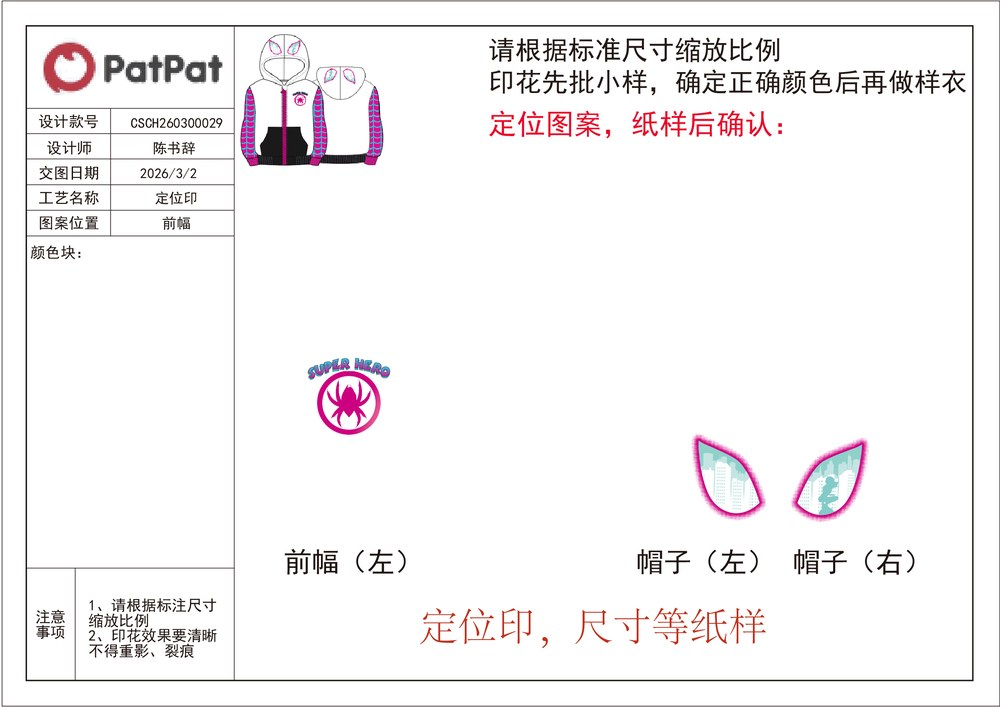 PatPat
设计款号 CSCH260300029
设计师 陈书辞
交图日期 2026/3/2
工艺名称 定位印
图案位置 前幅
颜色块：
请根据标准尺寸缩放比例
印花先批小样，确定正确颜色后再做样衣
定位图案，纸样后确认：
SUPER HERO
前幅（左）
帽子（左） 帽子（右）
定位印，尺寸等纸样
注意
事项
1、请根据标注尺寸
缩放比例
2、印花效果要清晰
不得重影、裂痕